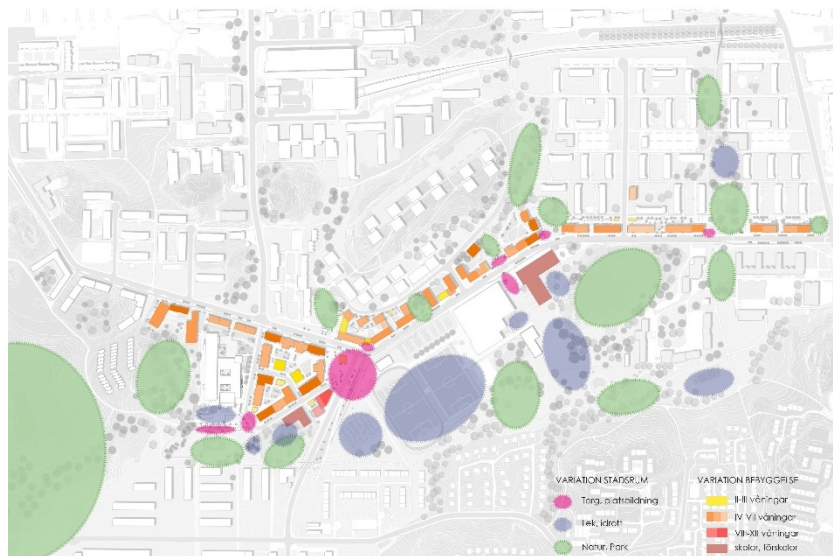 VARIATION STADSRUM
Torg, platsbildning
Lek, idrott
Natur, Park
VARIATION BEBYGGELSE
II-III våningar
IV-VII våningar
VIII-XII våningar
skolor, förskolor